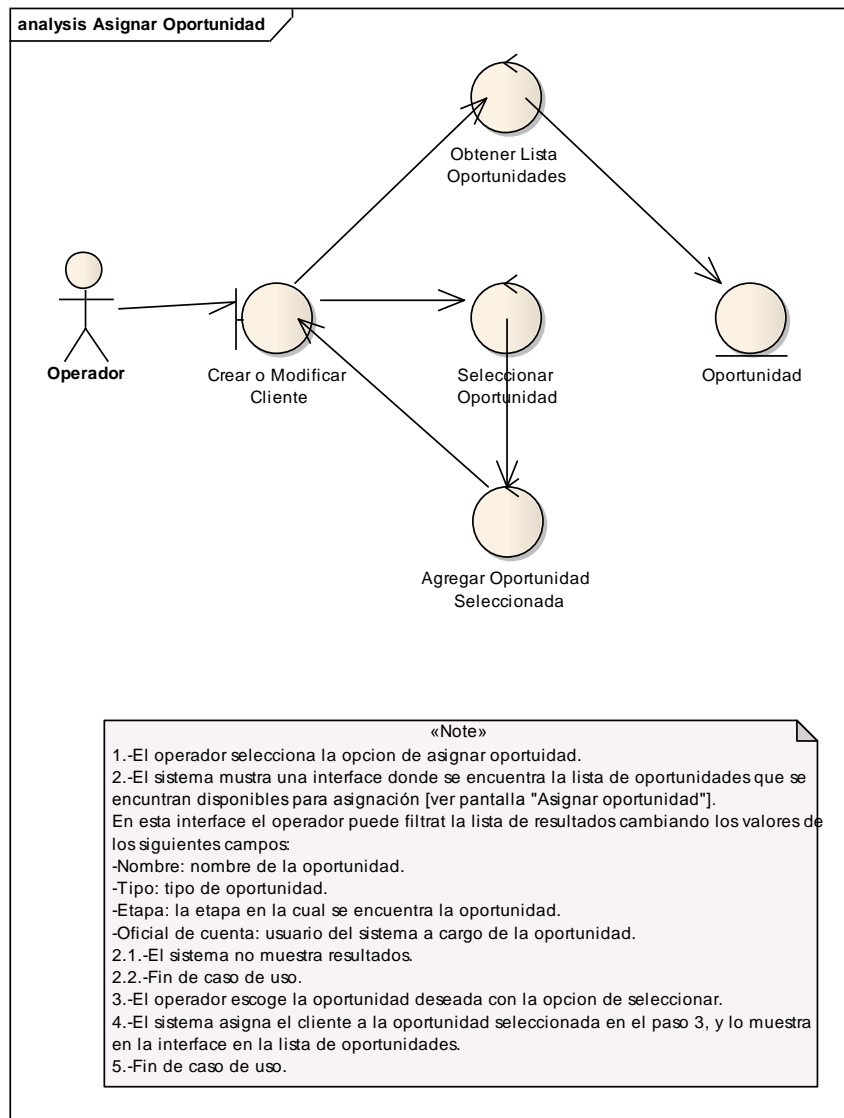 analysis Asignar Oportunidad
Obtener Lista
Oportunidades
Operador
Crear o Modificar
Cliente
Seleccionar
Oportunidad
Oportunidad
Agregar Oportunidad
Seleccionada
«Note»
1.-El operador selecciona la opcion de asignar oportuidad.
2.-El sistema mustra una interface donde se encuentra la lista de oportunidades que se
encuntran disponibles para asignación [ver pantalla "Asignar oportunidad"].
En esta interface el operador puede filtrat la lista de resultados cambiando los valores de
los siguientes campos:
-Nombre: nombre de la oportunidad.
-Tipo: tipo de oportunidad.
-Etapa: la etapa en la cual se encuentra la oportunidad.
-Oficial de cuenta: usuario del sistema a cargo de la oportunidad.
2.1.-El sistema no muestra resultados.
2.2.-Fin de caso de uso.
3.-El operador escoge la oportunidad deseada con la opcion de seleccionar.
4.-El sistema asigna el cliente a la oportunidad seleccionada en el paso 3, y lo muestra
en la interface en la lista de oportunidades.
5.-Fin de caso de uso.